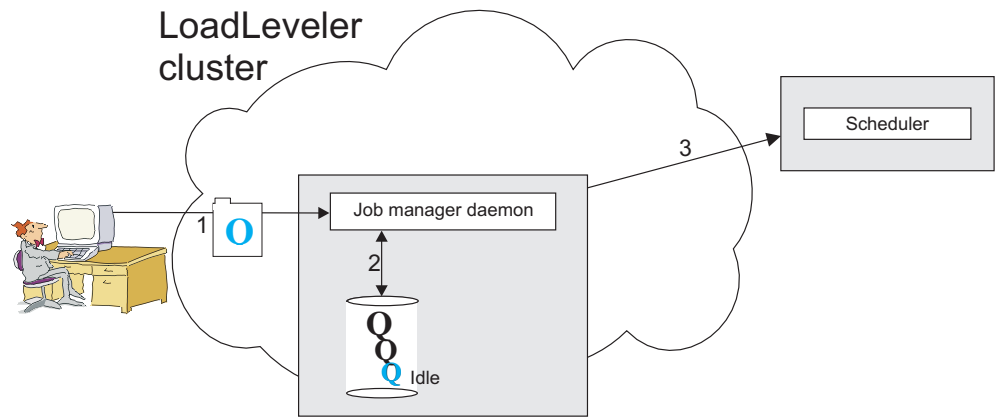 LoadLeveler
cluster
Scheduler
3
Job manager daemon
1
O
2
Q
Q
Q
Idle